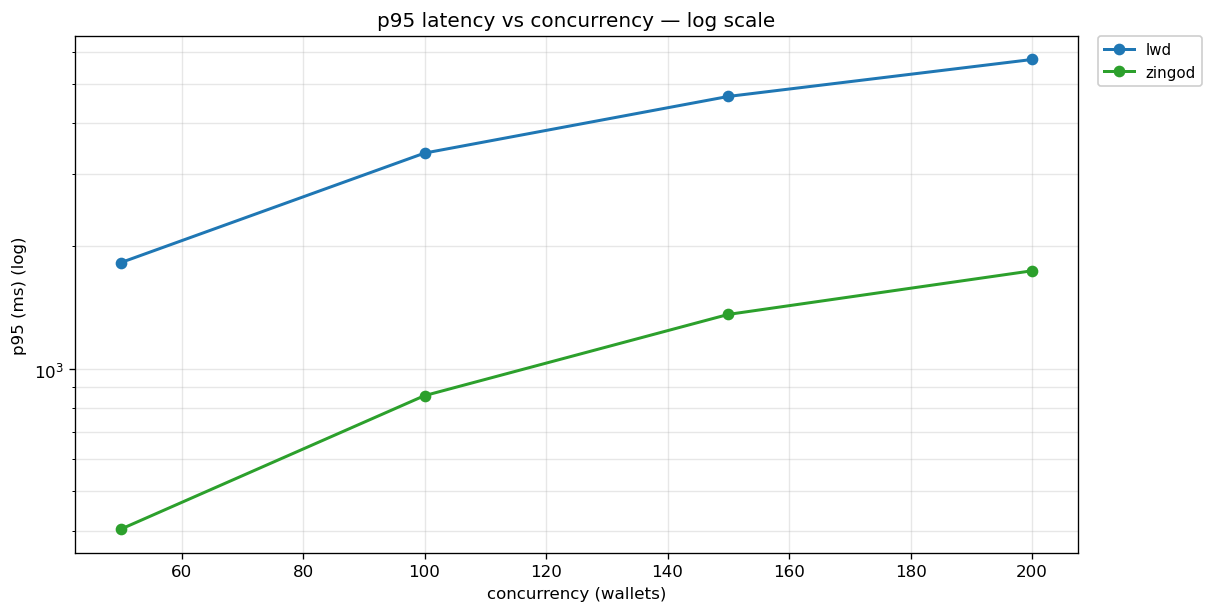 p95 latency vs concurrency — log scale
lwd
zingod
p95 (ms) (log)
10³
60 80 100 120 140 160 180 200
concurrency (wallets)